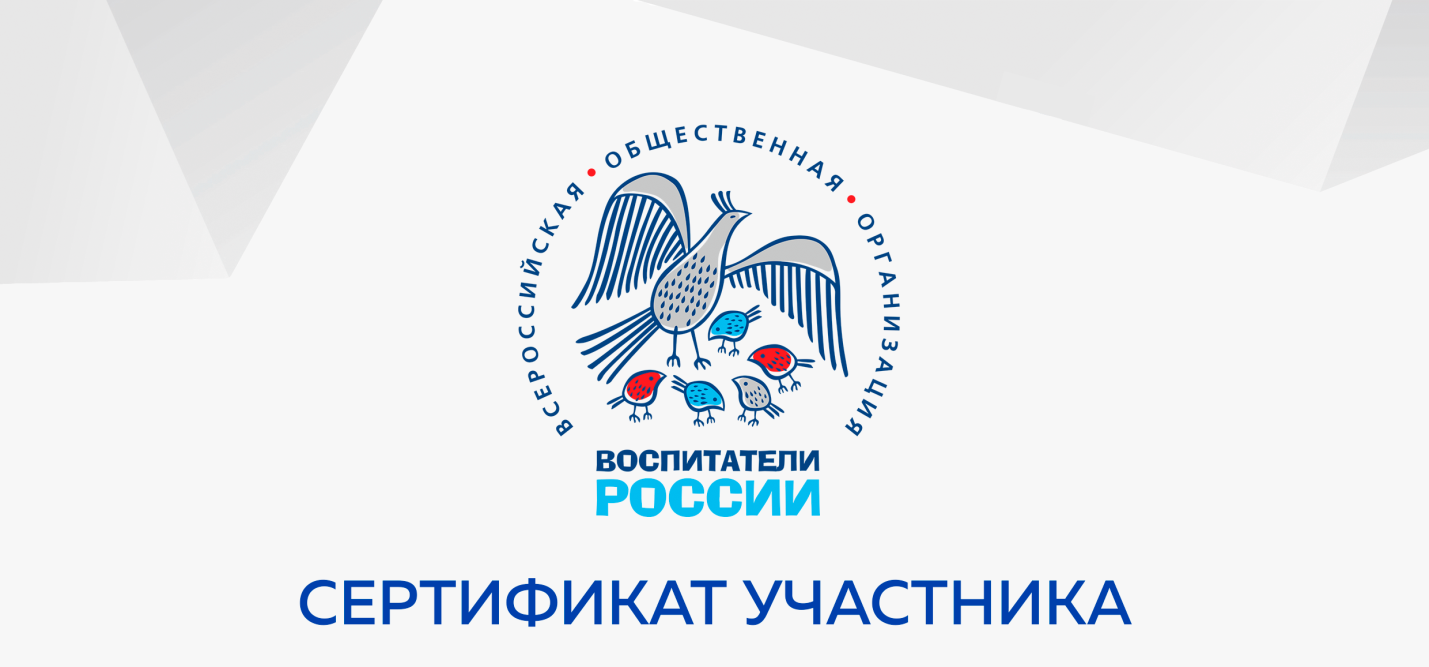 ВСЕРОССИЙСКАЯ • ОБЩЕСТВЕННАЯ • ОРГАНИЗАЦИЯ
ВОСПИТАТЕЛИ
РОССИИ
СЕРТИФИКАТ УЧАСТНИКА